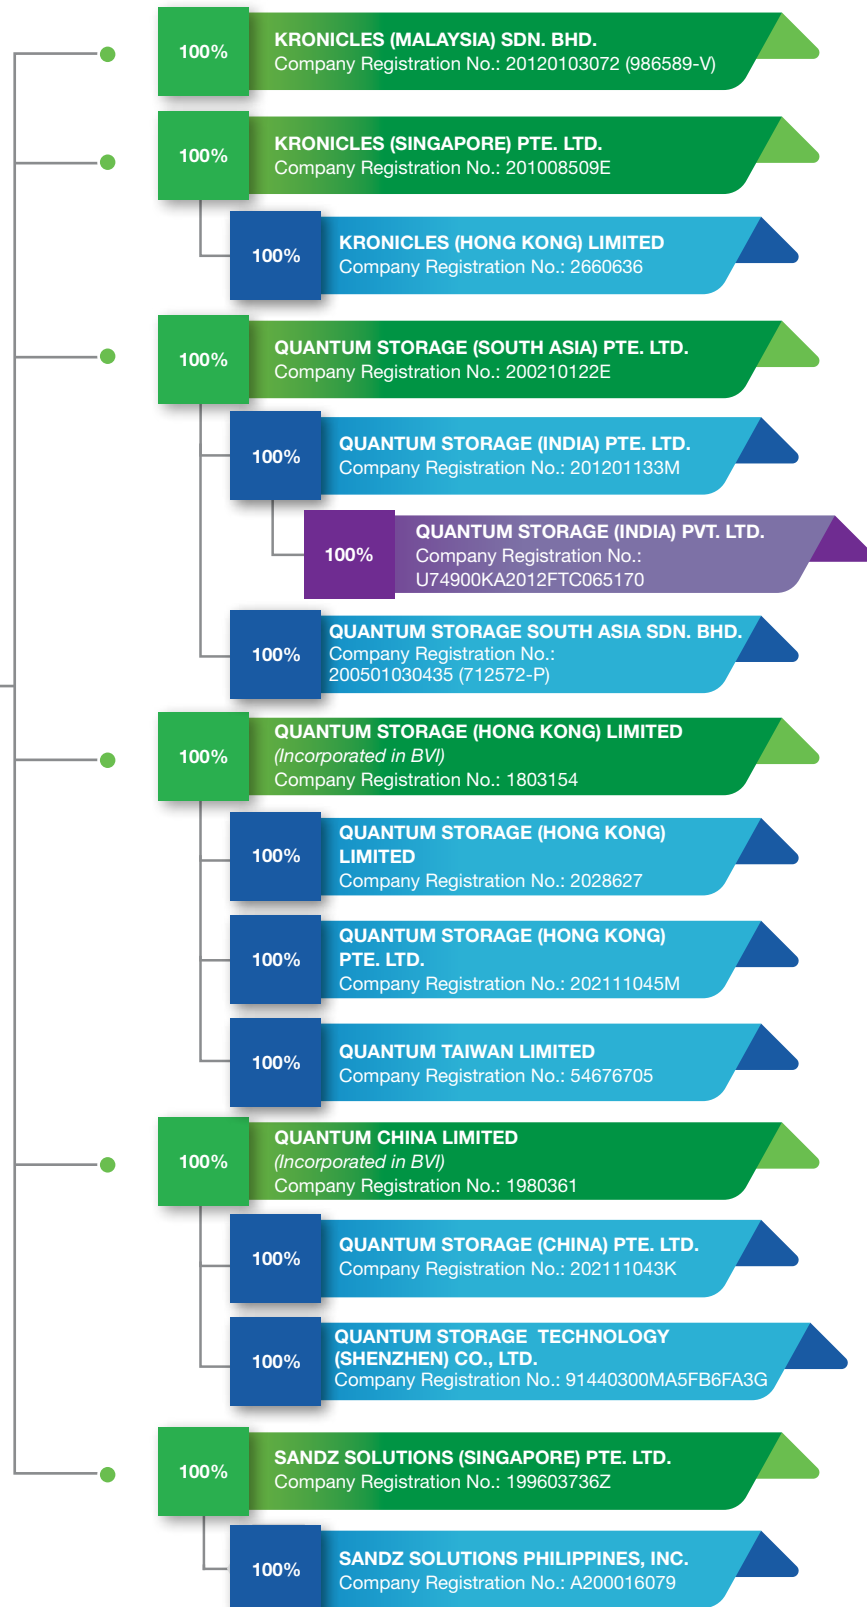 100%
KRONICLES (MALAYSIA) SDN. BHD.
Company Registration No.: 20120103072 (986589-V)
100%
KRONICLES (SINGAPORE) PTE. LTD.
Company Registration No.: 201008509E
100%
KRONICLES (HONG KONG) LIMITED
Company Registration No.: 2660636
100%
QUANTUM STORAGE (SOUTH ASIA) PTE. LTD.
Company Registration No.: 200210122E
100%
QUANTUM STORAGE (INDIA) PTE. LTD.
Company Registration No.: 201201133M
100%
QUANTUM STORAGE (INDIA) PVT. LTD.
Company Registration No.:
U74900KA2012FTC065170
100%
QUANTUM STORAGE SOUTH ASIA SDN. BHD.
Company Registration No.:
200501030435 (712572-P)
100%
QUANTUM STORAGE (HONG KONG) LIMITED
(Incorporated in BVI)
Company Registration No.: 1803154
100%
QUANTUM STORAGE (HONG KONG)
LIMITED
Company Registration No.: 2028627
100%
QUANTUM STORAGE (HONG KONG)
PTE. LTD.
Company Registration No.: 202111045M
100%
QUANTUM TAIWAN LIMITED
Company Registration No.: 54676705
100%
QUANTUM CHINA LIMITED
(Incorporated in BVI)
Company Registration No.: 1980361
100%
QUANTUM STORAGE (CHINA) PTE. LTD.
Company Registration No.: 202111043K
100%
QUANTUM STORAGE TECHNOLOGY
(SHENZHEN) CO., LTD.
Company Registration No.: 91440300MA5FB6FA3G
100%
SANDZ SOLUTIONS (SINGAPORE) PTE. LTD.
Company Registration No.: 199603736Z
100%
SANDZ SOLUTIONS PHILIPPINES, INC.
Company Registration No.: A200016079